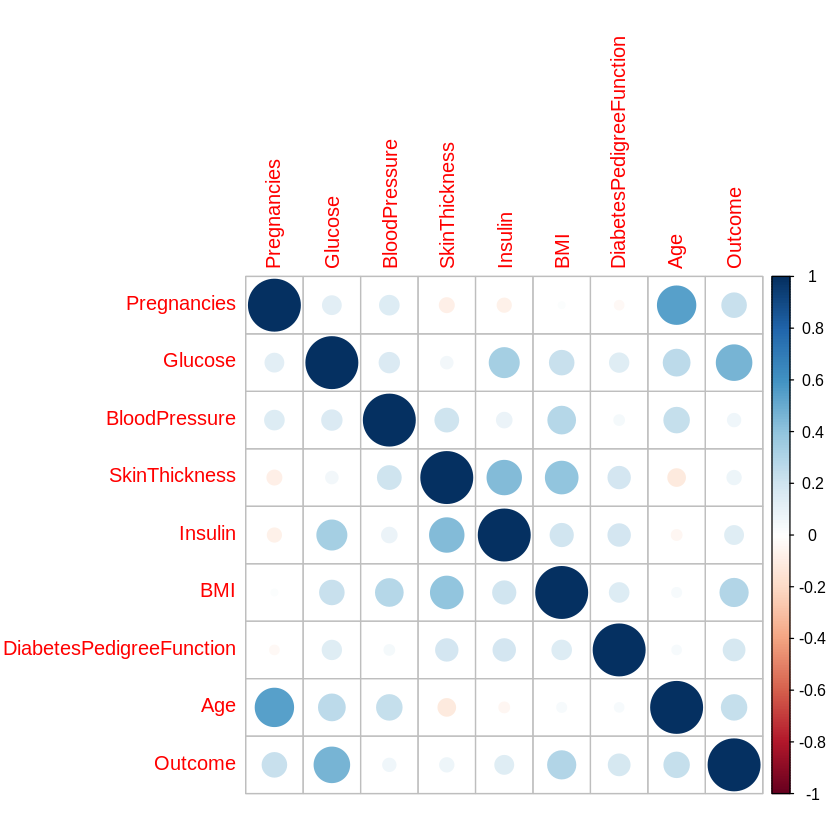 Pregnancies
Glucose
BloodPressure
SkinThickness
Insulin
BMI
DiabetesPedigreeFunction
Age
Outcome
Pregnancies
Glucose
BloodPressure
SkinThickness
Insulin
BMI
DiabetesPedigreeFunction
Age
Outcome
1
0.8
0.6
0.4
0.2
0
-0.2
-0.4
-0.6
-0.8
-1